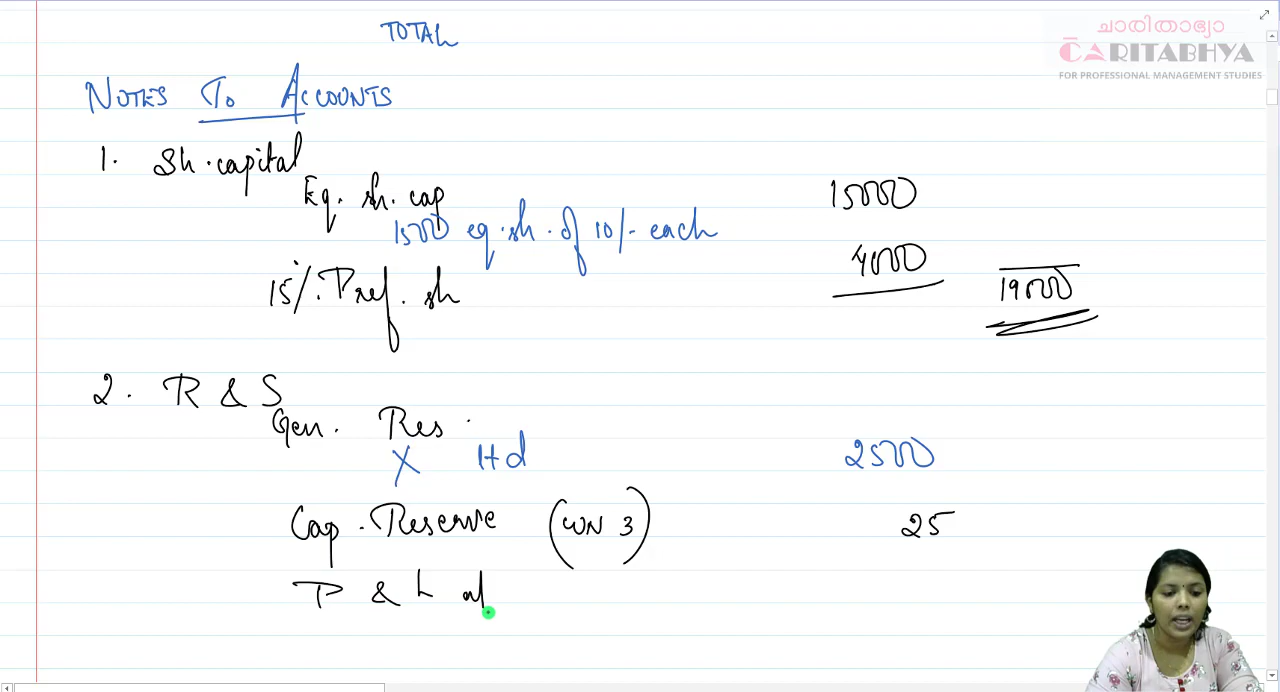 TOTAL
ചാരിതാഭ്യാ
CARITABHYA
FOR PROFESSIONAL MANAGEMENT STUDIES
NOTES TO ACCOUNTS
1. Sh. capital
Eq. sh. cap 15000
1500 eq. sh. of 10/- each
15% Pref. sh 4000 19000
2. R & S
Gen. Res.
X Ltd 2500
Cap. Reserve (WN 3) 25
P & L a/